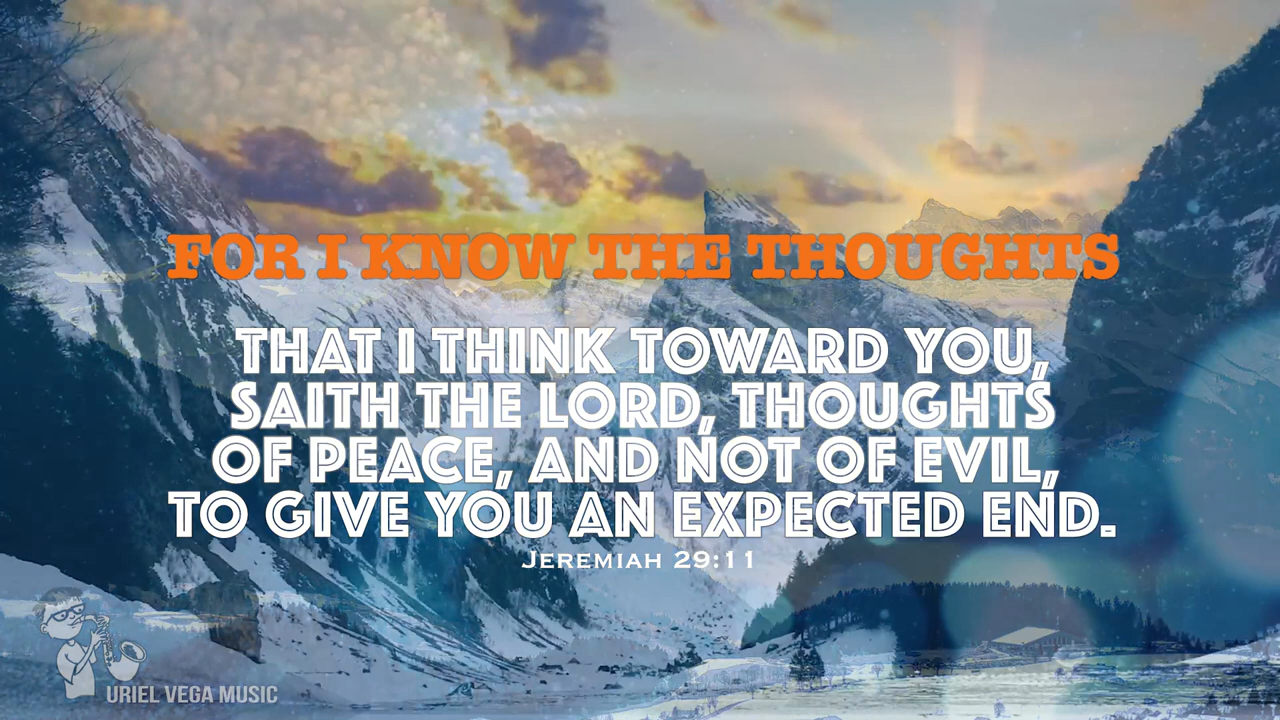 FOR I KNOW THE THOUGHTS
THAT I THINK TOWARD YOU,
SAITH THE LORD, THOUGHTS
OF PEACE, AND NOT OF EVIL,
TO GIVE YOU AN EXPECTED END.
JEREMIAH 29:11
URIEL VEGA MUSIC